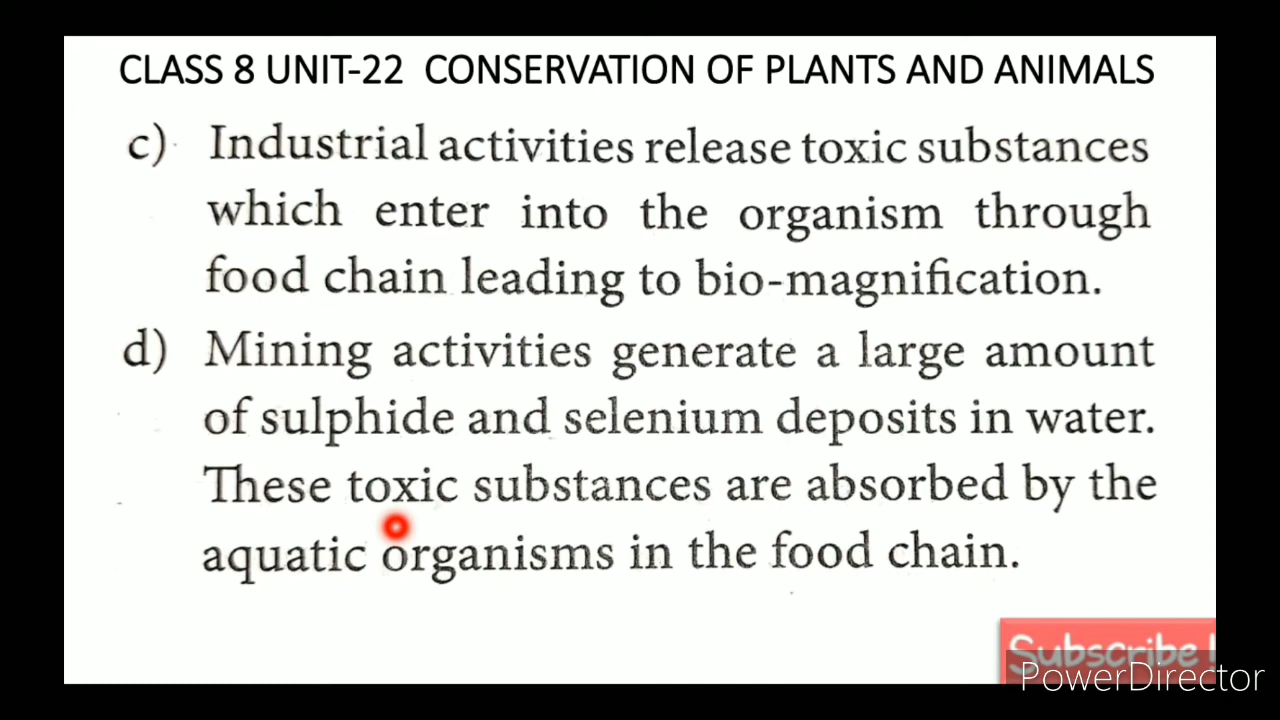 CLASS 8 UNIT-22 CONSERVATION OF PLANTS AND ANIMALS
c) Industrial activities release toxic substances
which enter into the organism through
food chain leading to bio-magnification.
d) Mining activities generate a large amount
of sulphide and selenium deposits in water.
These toxic substances are absorbed by the
aquatic organisms in the food chain.
Subscribe !
PowerDirector